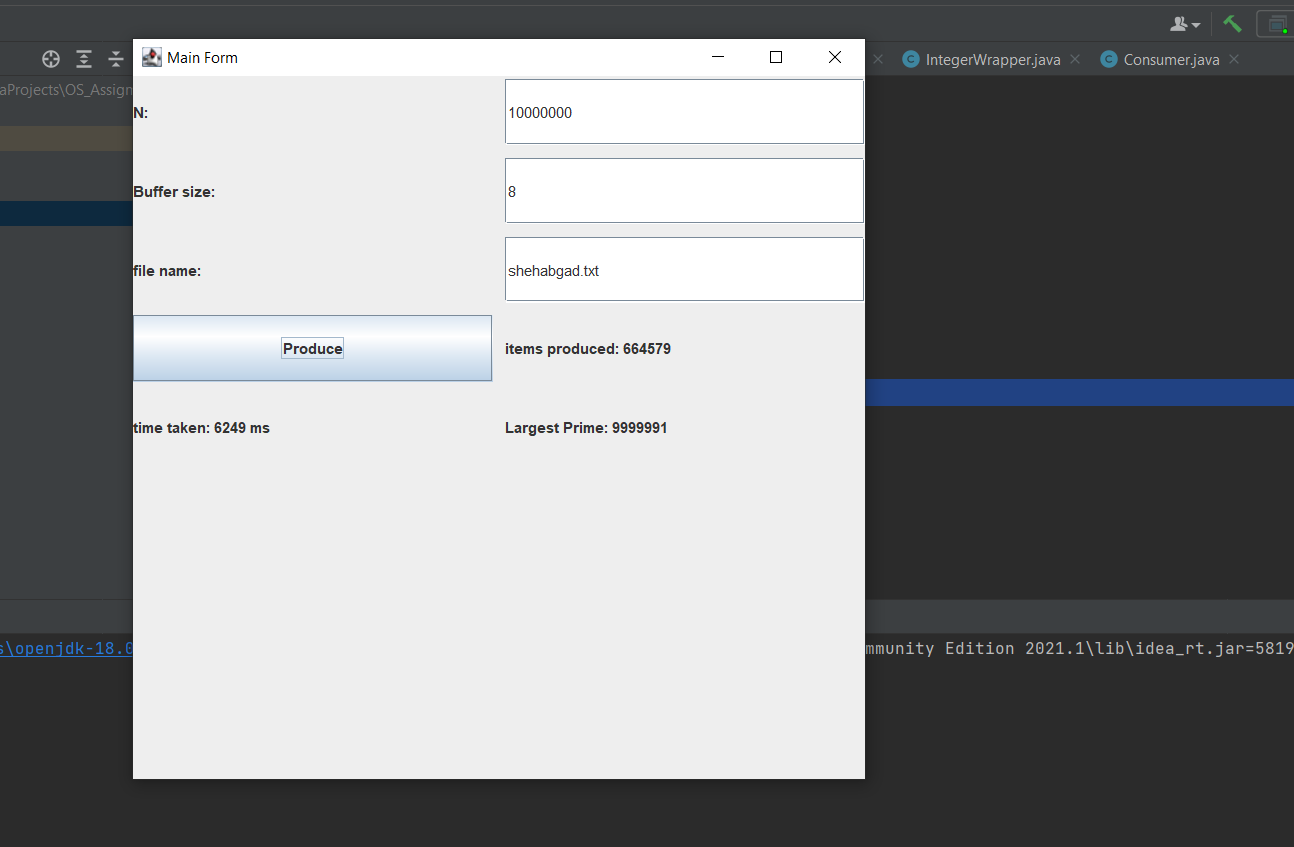 Main Form
IntegerWrapper.java
Consumer.java
aProjects\OS_Assign
N:
10000000
Buffer size:
8
file name:
shehabgad.txt
Produce
items produced: 664579
time taken: 6249 ms
Largest Prime: 9999991
s\openjdk-18.0
mmunity Edition 2021.1\lib\idea_rt.jar=5819